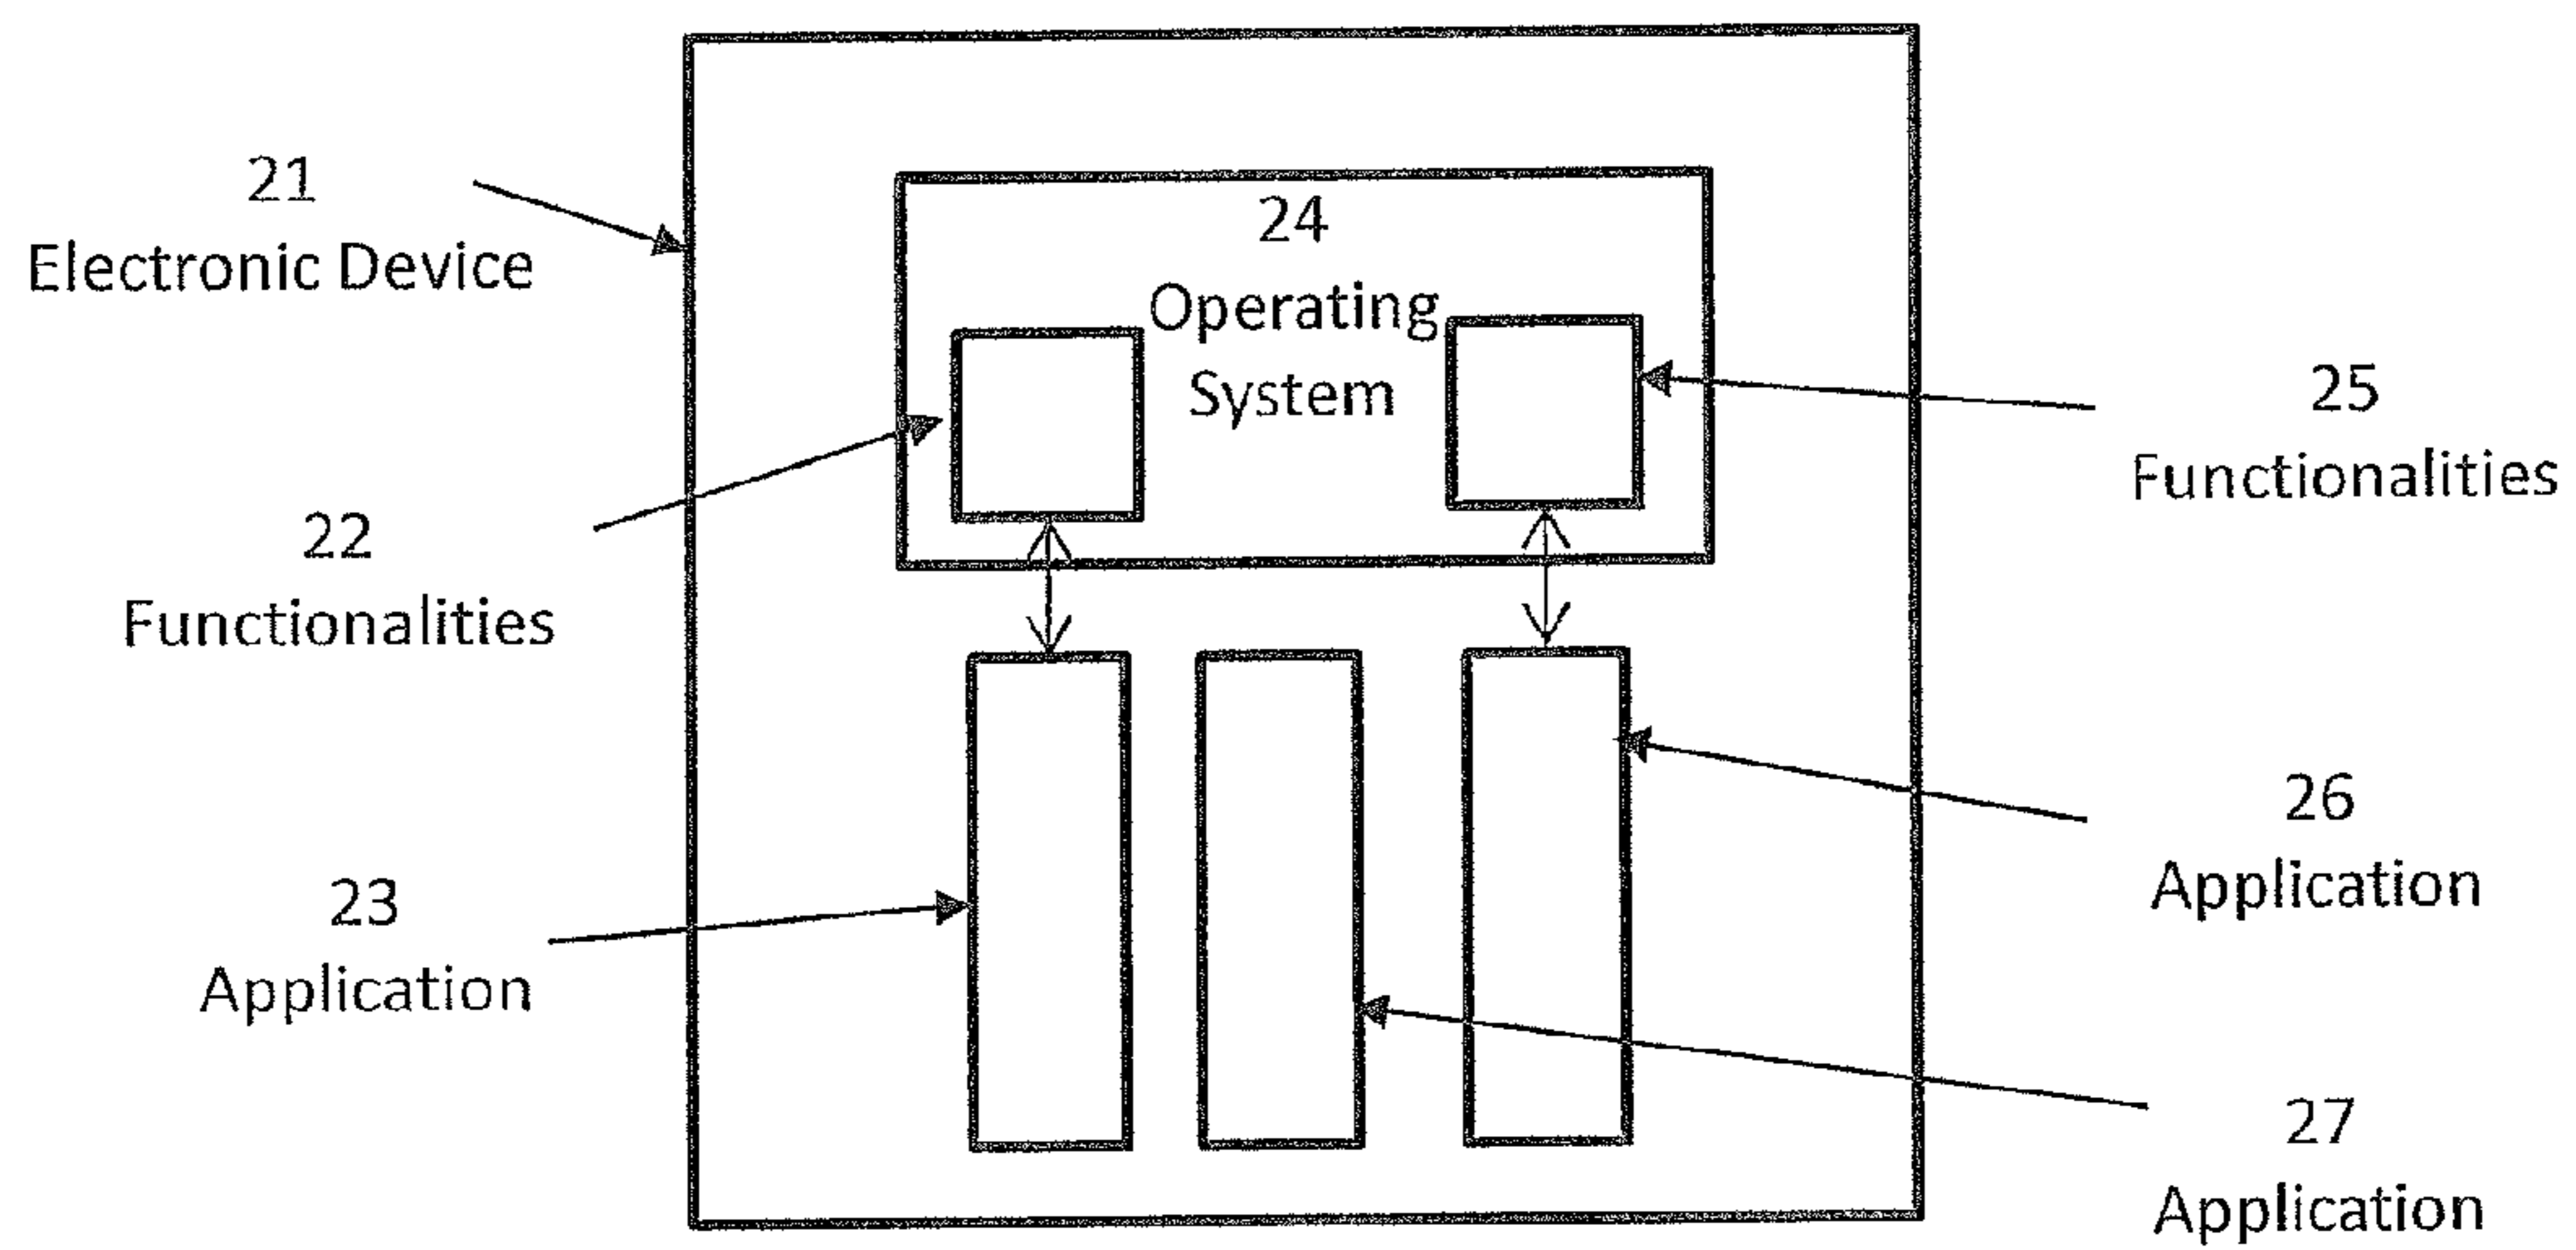 21
Electronic Device
24
Operating
System
25
Functionalities
22
Functionalities
26
Application
23
Application
27
Application